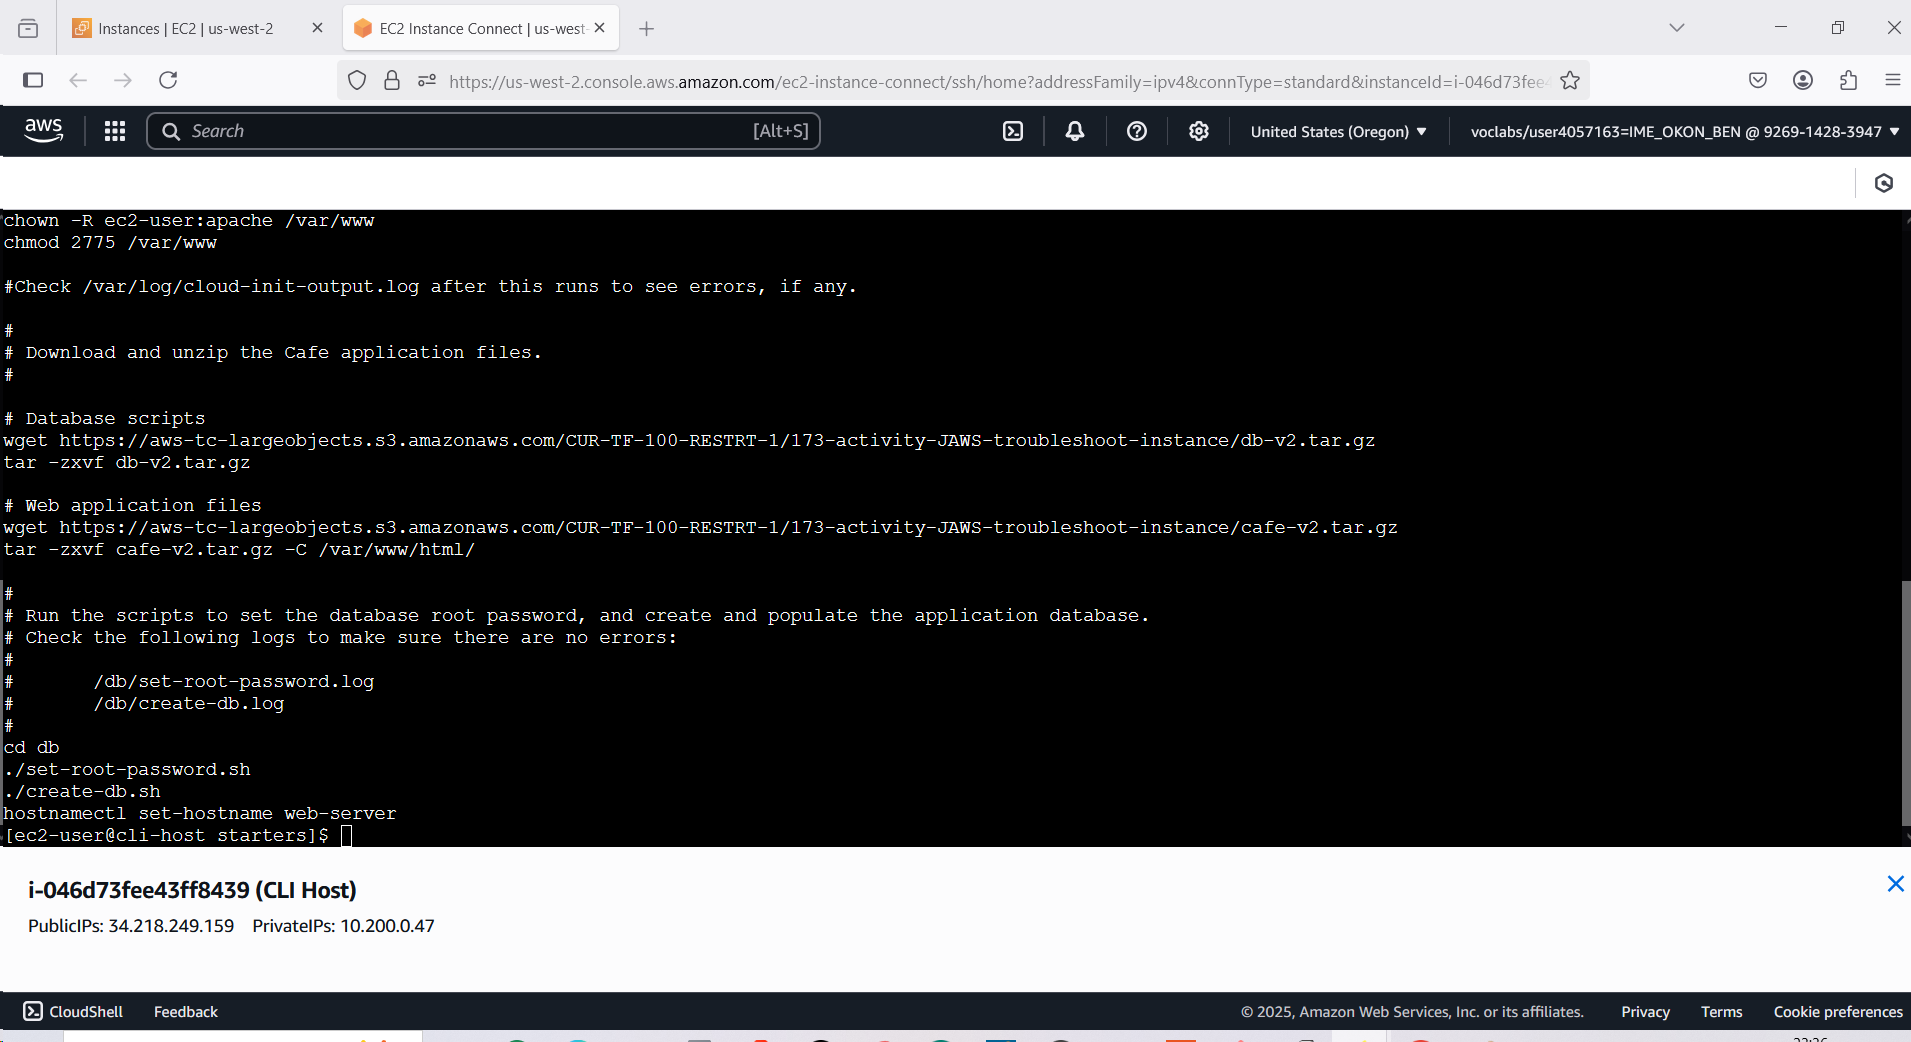 Instances | EC2 | us-west-2
EC2 Instance Connect | us-west-
https://us-west-2.console.aws.amazon.com/ec2-instance-connect/ssh/home?addressFamily=ipv4&connType=standard&instanceId=i-046d73fee4
aws
Search
[Alt+S]
United States (Oregon) ▼
voclabs/user4057163=IME_OKON_BEN @ 9269-1428-3947 ▼
chown -R ec2-user:apache /var/www
chmod 2775 /var/www
#Check /var/log/cloud-init-output.log after this runs to see errors, if any.
#
# Download and unzip the Cafe application files.
#
# Database scripts
wget https://aws-tc-largeobjects.s3.amazonaws.com/CUR-TF-100-RESTRT-1/173-activity-JAWS-troubleshoot-instance/db-v2.tar.gz
tar -zxvf db-v2.tar.gz
# Web application files
wget https://aws-tc-largeobjects.s3.amazonaws.com/CUR-TF-100-RESTRT-1/173-activity-JAWS-troubleshoot-instance/cafe-v2.tar.gz
tar -zxvf cafe-v2.tar.gz -C /var/www/html/
#
# Run the scripts to set the database root password, and create and populate the application database.
# Check the following logs to make sure there are no errors:
#
#       /db/set-root-password.log
#       /db/create-db.log
#
cd db
./set-root-password.sh
./create-db.sh
hostnamectl set-hostname web-server
[ec2-user@cli-host starters]$
i-046d73fee43ff8439 (CLI Host)
PublicIPs: 34.218.249.159 PrivateIPs: 10.200.0.47
CloudShell
Feedback
© 2025, Amazon Web Services, Inc. or its affiliates.
Privacy
Terms
Cookie preferences